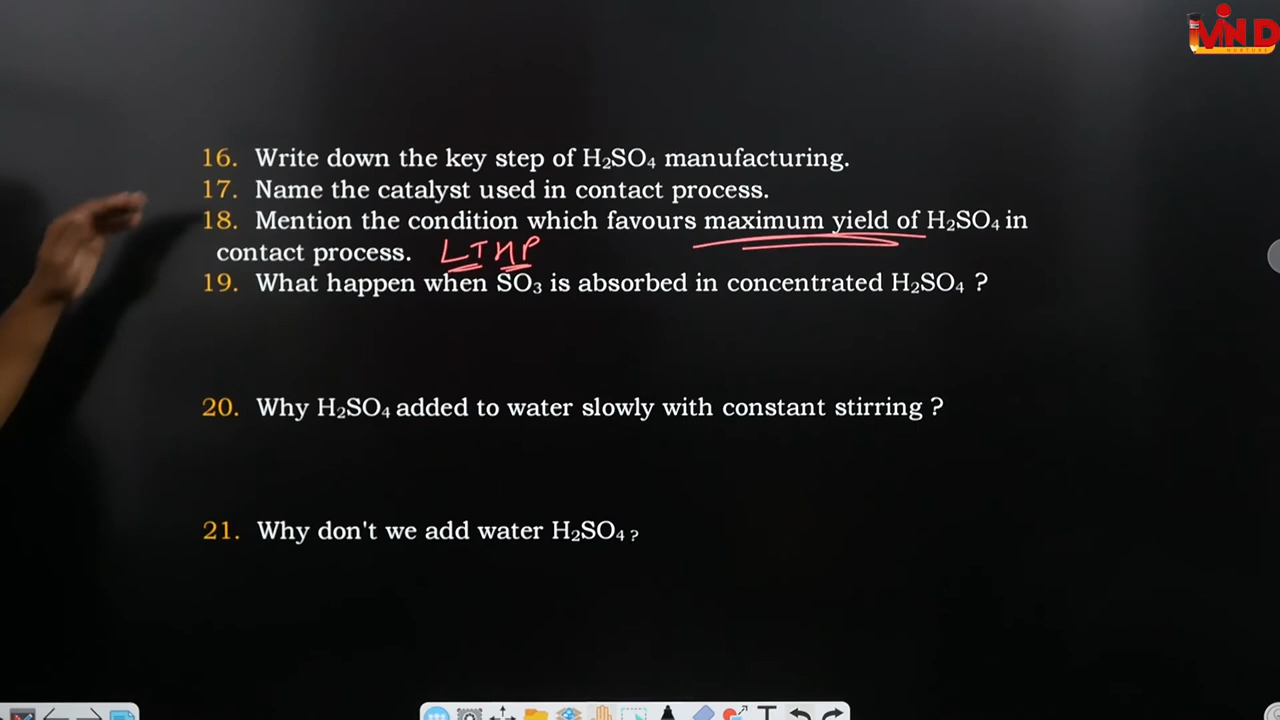 MIND
NURTURE
16. Write down the key step of H₂SO₄ manufacturing.
17. Name the catalyst used in contact process.
18. Mention the condition which favours maximum yield of H₂SO₄ in
contact process. LTHP
19. What happen when SO₃ is absorbed in concentrated H₂SO₄ ?
20. Why H₂SO₄ added to water slowly with constant stirring ?
21. Why don't we add water H₂SO₄ ?
T